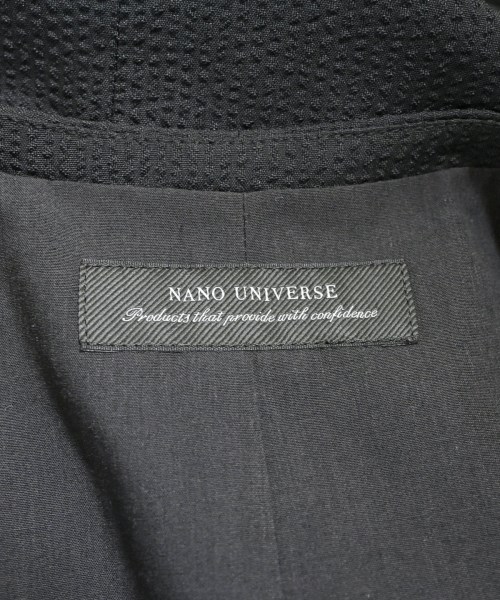 NANO UNIVERSE
Products that provide with confidence